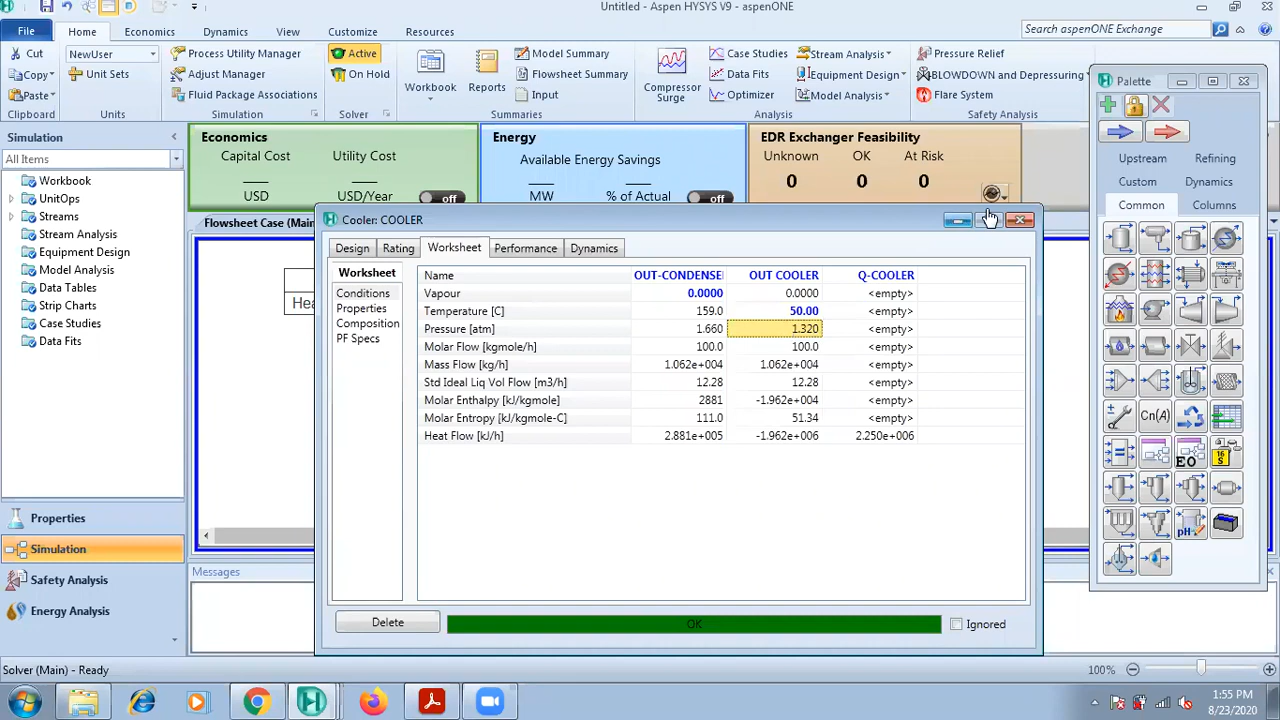 Untitled - Aspen HYSYS V9 - aspenONE
File
Home
Economics
Dynamics
View
Customize
Resources
Search aspenONE Exchange
Cut
NewUser
Process Utility Manager
Active
Model Summary
Case Studies
Stream Analysis
Pressure Relief
Copy
Unit Sets
Adjust Manager
On Hold
Workbook
Reports
Flowsheet Summary
Compressor
Surge
Data Fits
Equipment Design
BLOWDOWN and Depressuring
Paste
Fluid Package Associations
Input
Optimizer
Model Analysis
Flare System
Clipboard
Units
Simulation
Solver
Summaries
Analysis
Safety Analysis
Palette
Upstream
Refining
Custom
Dynamics
Common
Columns
Cn(A)
EO
16
S
pH
Simulation
All Items
Workbook
UnitOps
Streams
Stream Analysis
Equipment Design
Model Analysis
Data Tables
Strip Charts
Case Studies
Data Fits
Properties
Simulation
Safety Analysis
Energy Analysis
Economics
Capital Cost
Utility Cost
USD
USD/Year
off
Energy
Available Energy Savings
MW
% of Actual
off
EDR Exchanger Feasibility
Unknown
OK
At Risk
0
0
0
Flowsheet Case (Main
Hea
Messages
Cooler: COOLER
Design
Rating
Worksheet
Performance
Dynamics
Worksheet
Conditions
Properties
Composition
PF Specs
Name OUT-CONDENSE OUT COOLER Q-COOLER
Vapour 0.0000 0.0000 <empty>
Temperature [C] 159.0 50.00 <empty>
Pressure [atm] 1.660 1.320 <empty>
Molar Flow [kgmole/h] 100.0 100.0 <empty>
Mass Flow [kg/h] 1.062e+004 1.062e+004 <empty>
Std Ideal Liq Vol Flow [m3/h] 12.28 12.28 <empty>
Molar Enthalpy [kJ/kgmole] 2881 -1.962e+004 <empty>
Molar Entropy [kJ/kgmole-C] 111.0 51.34 <empty>
Heat Flow [kJ/h] 2.881e+005 -1.962e+006 2.250e+006
Delete
OK
Ignored
Solver (Main) - Ready
100%
1:55 PM
8/23/2020